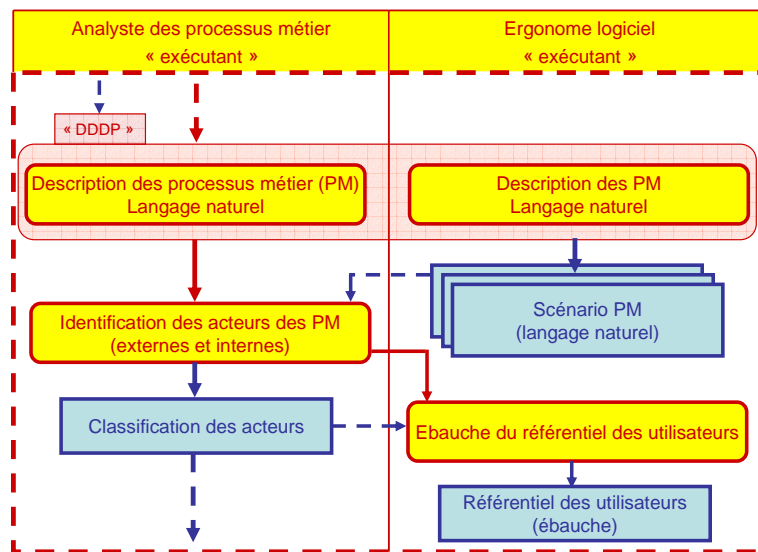 Analyste des processus métier
« exécutant »
Ergonome logiciel
« exécutant »
« DDDP »
Description des processus métier (PM)
Langage naturel
Description des PM
Langage naturel
Scénario PM
(langage naturel)
Identification des acteurs des PM
(externes et internes)
Classification des acteurs
Ebauche du référentiel des utilisateurs
Référentiel des utilisateurs
(ébauche)